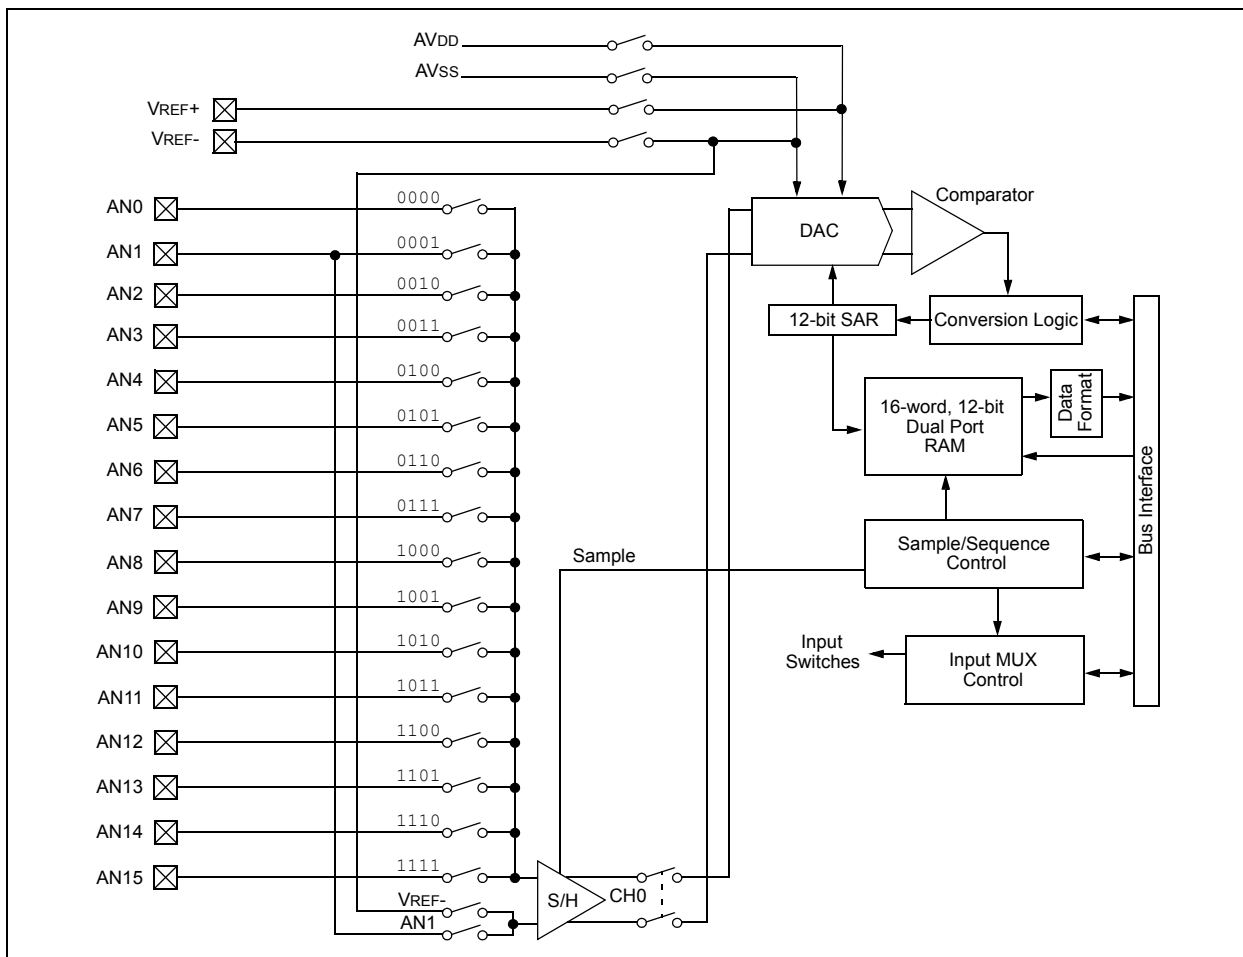 AVDD
AVSS
VREF+
VREF-
AN0 0000
AN1 0001
AN2 0010
AN3 0011
AN4 0100
AN5 0101
AN6 0110
AN7 0111
AN8 1000
AN9 1001
AN10 1010
AN11 1011
AN12 1100
AN13 1101
AN14 1110
AN15 1111
VREF-
AN1
S/H
CH0
Sample
Comparator
DAC
12-bit SAR
Conversion Logic
16-word, 12-bit
Dual Port
RAM
Data
Format
Bus Interface
Sample/Sequence
Control
Input
Switches
Input MUX
Control